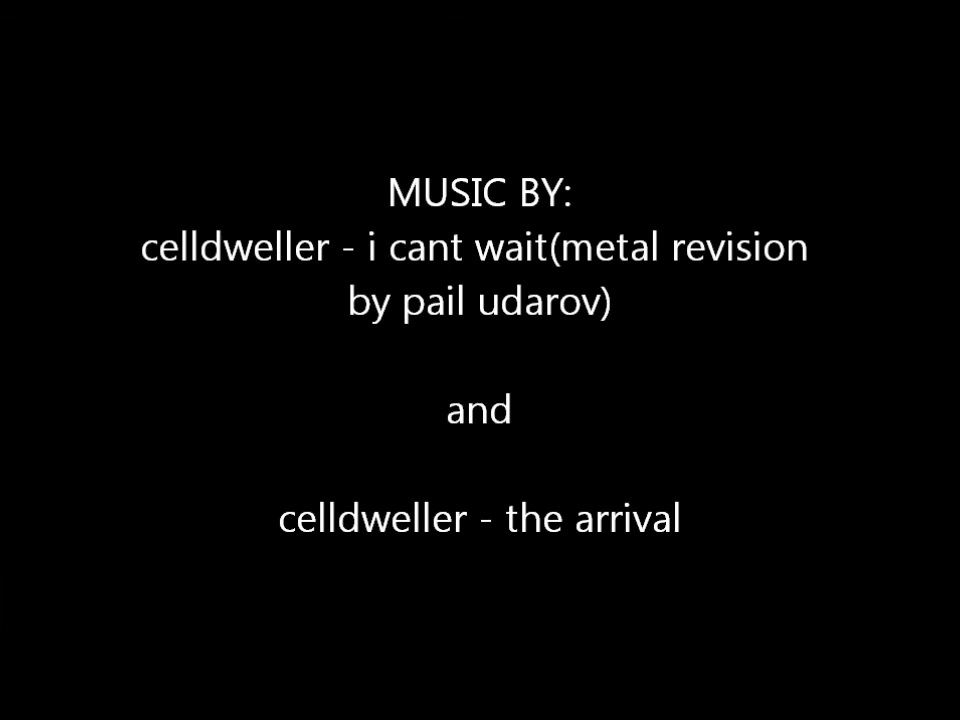 MUSIC BY:
celldweller - i cant wait(metal revision
by pail udarov)
and
celldweller - the arrival